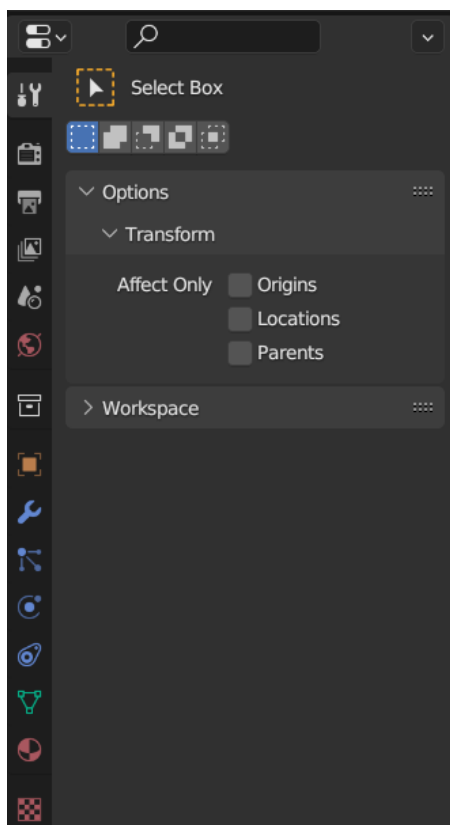 Select Box
Options
Transform
Affect Only Origins
Locations
Parents
Workspace